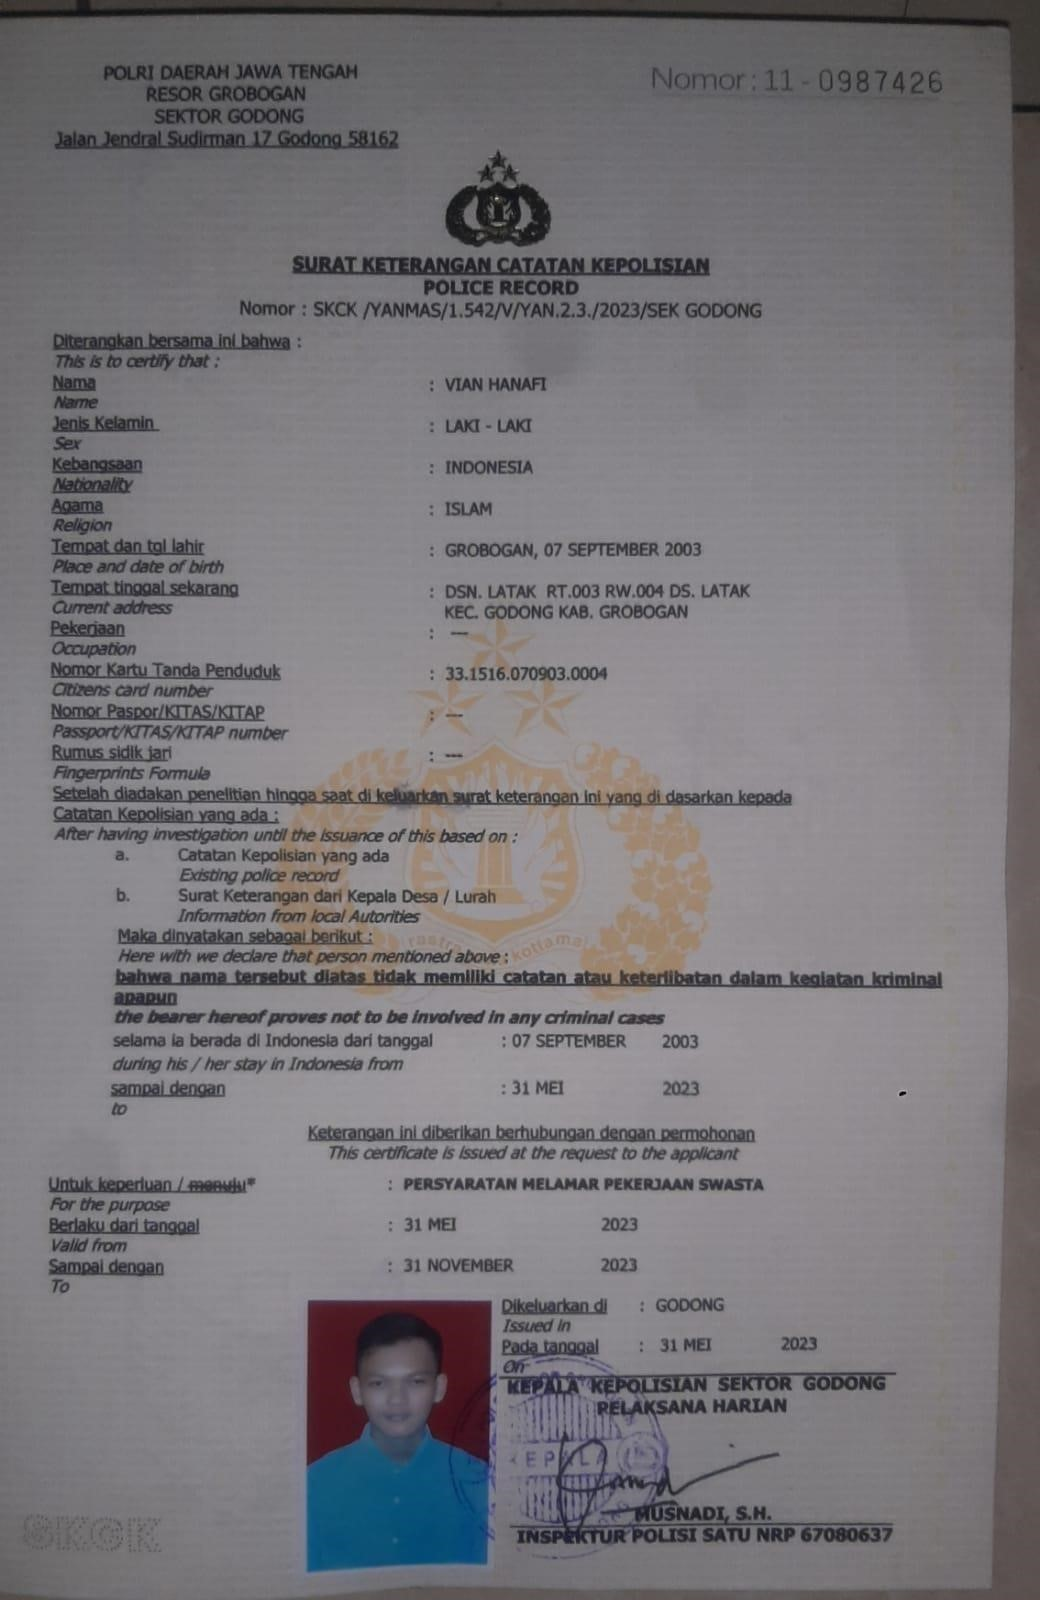 POLRI DAERAH JAWA TENGAH
RESOR GROBOGAN
SEKTOR GODONG
Jalan Jendral Sudirman 17 Godong 58162
Nomor : 11 - 0987426
SURAT KETERANGAN CATATAN KEPOLISIAN
POLICE RECORD
Nomor : SKCK /YANMAS/1.542/V/YAN.2.3./2023/SEK GODONG
Diterangkan bersama ini bahwa :
This is to certify that :
Nama : VIAN HANAFI
Name
Jenis Kelamin : LAKI - LAKI
Sex
Kebangsaan : INDONESIA
Nationality
Agama : ISLAM
Religion
Tempat dan tgl lahir : GROBOGAN, 07 SEPTEMBER 2003
Place and date of birth
Tempat tinggal sekarang : DSN. LATAK RT.003 RW.004 DS. LATAK
Current address KEC. GODONG KAB. GROBOGAN
Pekerjaan : ---
Occupation
Nomor Kartu Tanda Penduduk : 33.1516.070903.0004
Citizens card number
Nomor Paspor/KITAS/KITAP : ---
Passport/KITAS/KITAP number
Rumus sidik jari : ---
Fingerprints Formula
Setelah diadakan penelitian hingga saat di keluarkan surat keterangan ini yang di dasarkan kepada
Catatan Kepolisian yang ada :
After having investigation until the issuance of this based on :
a. Catatan Kepolisian yang ada
Existing police record
b. Surat Keterangan dari Kepala Desa / Lurah
Information from local Autorities
Maka dinyatakan sebagai berikut :
rastra kottama
Here with we declare that person mentioned above :
bahwa nama tersebut diatas tidak memiliki catatan atau keterlibatan dalam kegiatan kriminal
apapun
the bearer hereof proves not to be involved in any criminal cases
selama ia berada di Indonesia dari tanggal : 07 SEPTEMBER 2003
during his / her stay in Indonesia from
sampai dengan : 31 MEI 2023
to
Keterangan ini diberikan berhubungan dengan permohonan
This certificate is issued at the request to the applicant
Untuk keperluan / menuju* : PERSYARATAN MELAMAR PEKERJAAN SWASTA
For the purpose
Berlaku dari tanggal : 31 MEI 2023
Valid from
Sampai dengan : 31 NOVEMBER 2023
To
Dikeluarkan di : GODONG
Issued in
Pada tanggal : 31 MEI 2023
On
KEPALA KEPOLISIAN SEKTOR GODONG
PELAKSANA HARIAN
KEPALA
MUSNADI, S.H.
INSPEKTUR POLISI SATU NRP 67080637
SKCK